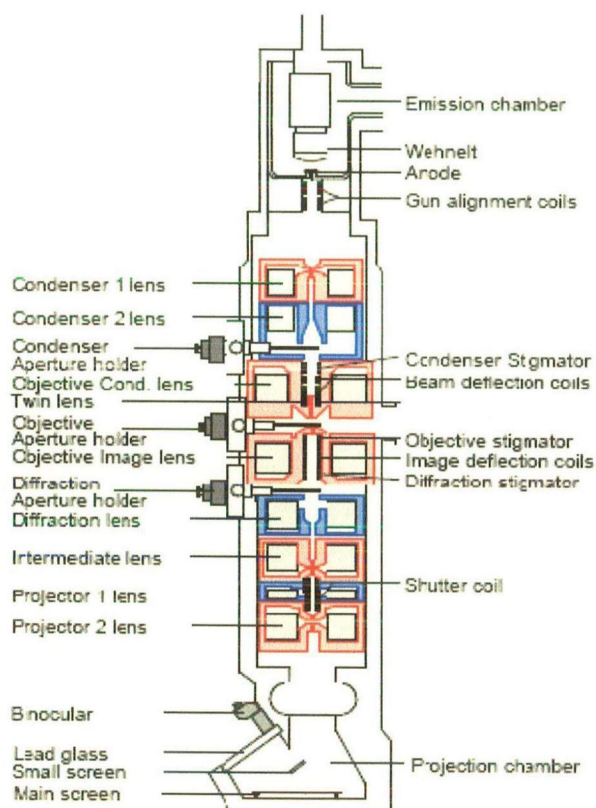 Emission chamber
Wehnelt
Anode
Gun alignment coils
Condenser 1 lens
Condenser 2 lens
Condenser
Aperture holder
Objective Cond. lens
Twin lens
Objective
Aperture holder
Objective Image lens
Diffraction
Aperture holder
Diffraction lens
Intermediate lens
Projector 1 lens
Projector 2 lens
Condenser Stigmator
Beam deflection coils
Objective stigmator
Image deflection coils
Diffraction stigmator
Shutter coil
Binocular
Lead glass
Small screen
Main screen
Projection chamber